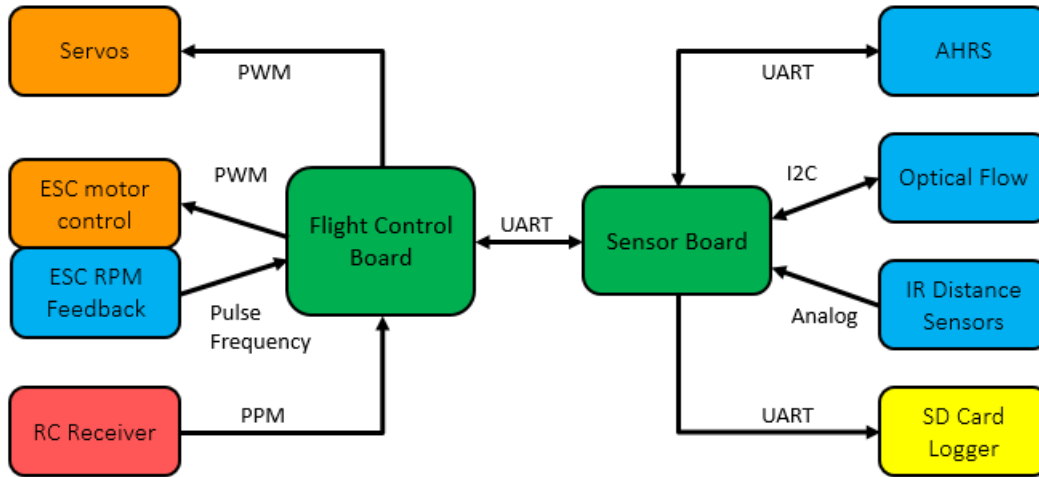 Servos
PWM
ESC motor
control
PWM
ESC RPM
Feedback
Pulse
Frequency
RC Receiver
PPM
Flight Control
Board
UART
Sensor Board
UART
AHRS
I2C
Optical Flow
Analog
IR Distance
Sensors
UART
SD Card
Logger